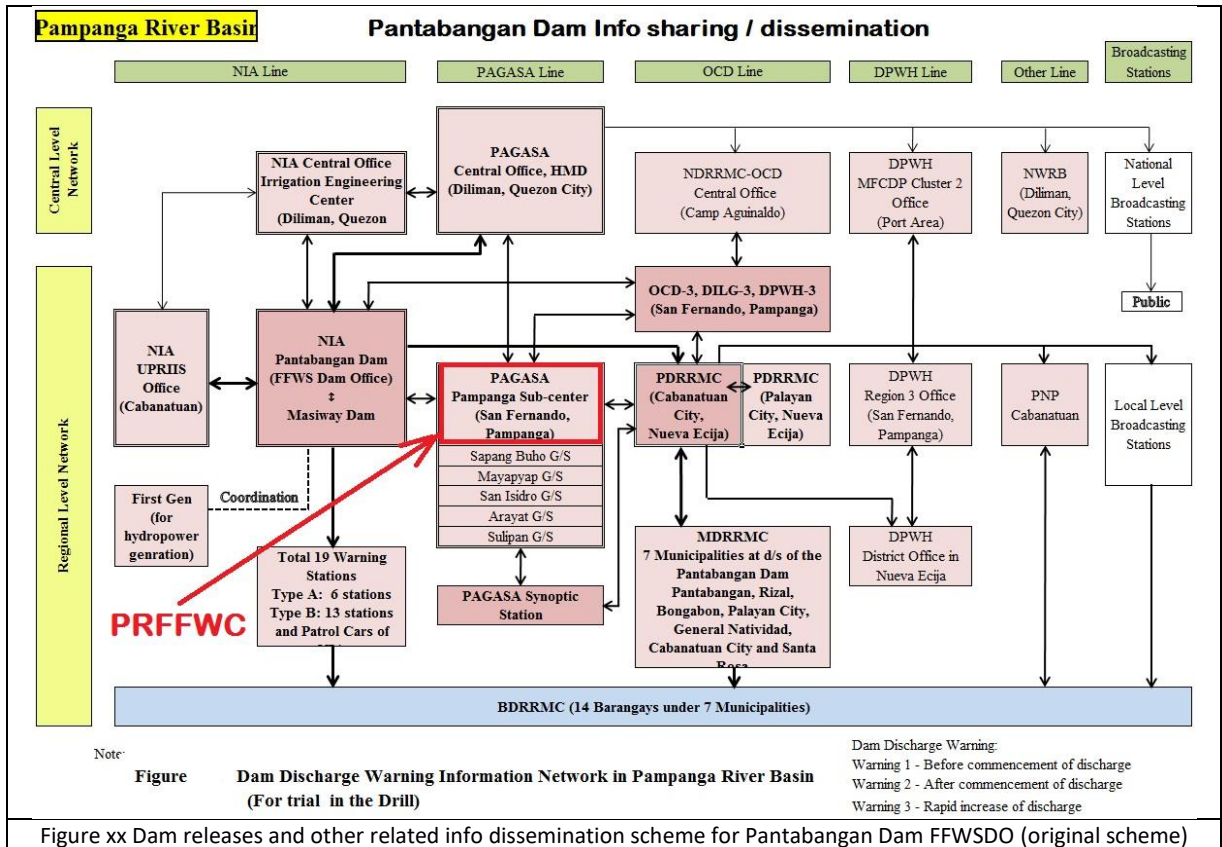 Pampanga River Basin
Pantabangan Dam Info sharing / dissemination
NIA Line
PAGASA Line
OCD Line
DPWH Line
Other Line
Broadcasting
Stations
Central Level
Network
NIA Central Office
Irrigation Engineering
Center
(Diliman, Quezon
PAGASA
Central Office, HMD
(Diliman, Quezon City)
NDRRMC-OCD
Central Office
(Camp Aguinaldo)
DPWH
MFCDP Cluster 2
Office
(Port Area)
NWRB
(Diliman,
Quezon City)
National
Level
Broadcasting
Stations
Public
Regional Level Network
OCD-3, DILG-3, DPWH-3
(San Fernando, Pampanga)
NIA
UPRIIS
Office
(Cabanatuan)
NIA
Pantabangan Dam
(FFWS Dam Office)
↕
Masiway Dam
PAGASA
Pampanga Sub-center
(San Fernando,
Pampanga)
Sapang Buho G/S
Mayapyap G/S
San Isidro G/S
Arayat G/S
Sulipan G/S
PAGASA Synoptic
Station
PDRRMC
(Cabanatuan
City,
Nueva Ecija)
PDRRMC
(Palayan
City, Nueva
Ecija)
DPWH
Region 3 Office
(San Fernando,
Pampanga)
PNP
Cabanatuan
Local Level
Broadcasting
Stations
First Gen
(for
hydropower
genration)
Coordination
Total 19 Warning
Stations
Type A: 6 stations
Type B: 13 stations
and Patrol Cars of
MDRRMC
7 Municipalities at d/s of the
Pantabangan Dam
Pantabangan, Rizal,
Bongabon, Palayan City,
General Natividad,
Cabanatuan City and Santa
Rosa
DPWH
District Office in
Nueva Ecija
PRFFWC
BDRRMC (14 Barangays under 7 Municipalities)
Note:
Figure Dam Discharge Warning Information Network in Pampanga River Basin
(For trial in the Drill)
Dam Discharge Warning:
Warning 1 - Before commencement of discharge
Warning 2 - After commencement of discharge
Warning 3 - Rapid increase of discharge
Figure xx Dam releases and other related info dissemination scheme for Pantabangan Dam FFWSDO (original scheme)